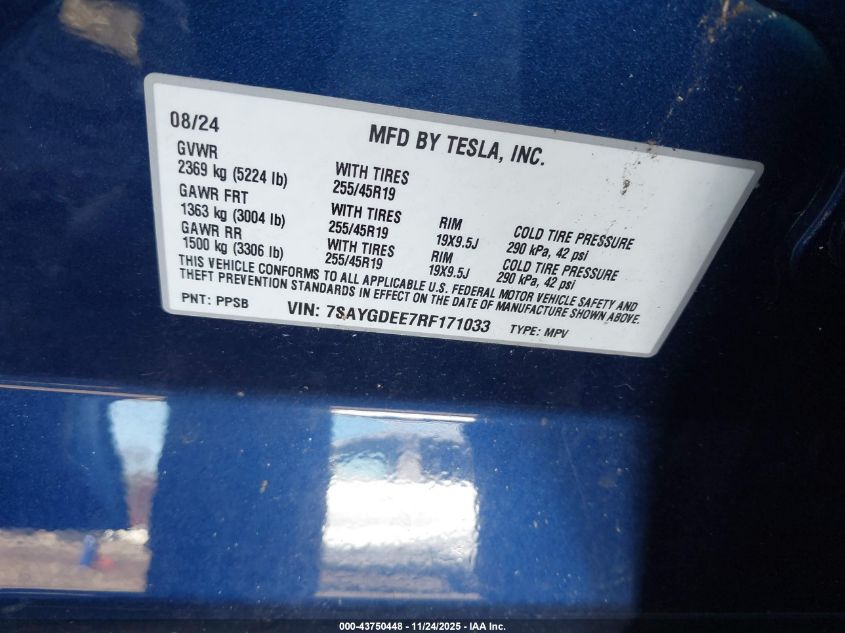 08/24
MFD BY TESLA, INC.
GVWR
2369 kg (5224 lb)
WITH TIRES
255/45R19
GAWR FRT
1363 kg (3004 lb)
WITH TIRES
255/45R19
RIM
19X9.5J
COLD TIRE PRESSURE
290 kPa, 42 psi
GAWR RR
1500 kg (3306 lb)
WITH TIRES
255/45R19
RIM
19X9.5J
COLD TIRE PRESSURE
290 kPa, 42 psi
THIS VEHICLE CONFORMS TO ALL APPLICABLE U.S. FEDERAL MOTOR VEHICLE SAFETY AND
THEFT PREVENTION STANDARDS IN EFFECT ON THE DATE OF MANUFACTURE SHOWN ABOVE.
PNT: PPSB VIN: 7SAYGDEE7RF171033 TYPE: MPV
000-43750448 - 11/24/2025 - IAA Inc.